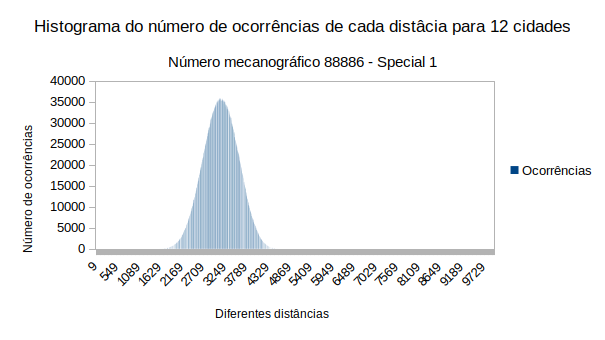 Histograma do número de ocorrências de cada distâcia para 12 cidades
Número mecanográfico 88886 - Special 1
Número de ocorrências
40000
35000
30000
25000
20000
15000
10000
5000
0
9 549 1089 1629 2169 2709 3249 3789 4329 4869 5409 5949 6489 7029 7569 8109 8649 9189 9729
Diferentes distâncias
Ocorrências